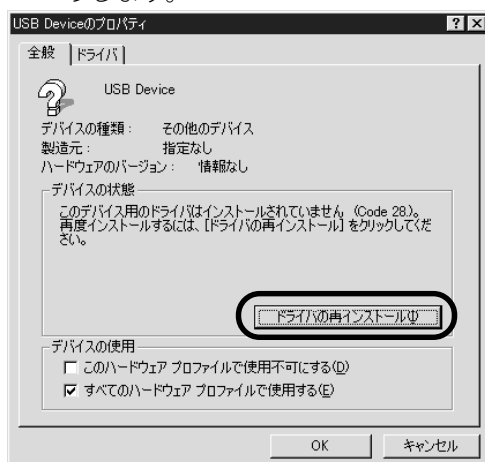 うします。
USB Deviceのプロパティ
全般
ドライバ
USB Device
デバイスの種類： その他のデバイス
製造元： 指定なし
ハードウェアのバージョン： 情報なし
デバイスの状態
このデバイス用のドライバはインストールされていません (Code 28.)。
再度インストールするには、[ドライバの再インストール] をクリックしてくだ
さい。
ドライバの再インストール(I)
デバイスの使用
このハードウェア プロファイルで使用不可にする(D)
すべてのハードウェア プロファイルで使用する(E)
OK
キャンセル